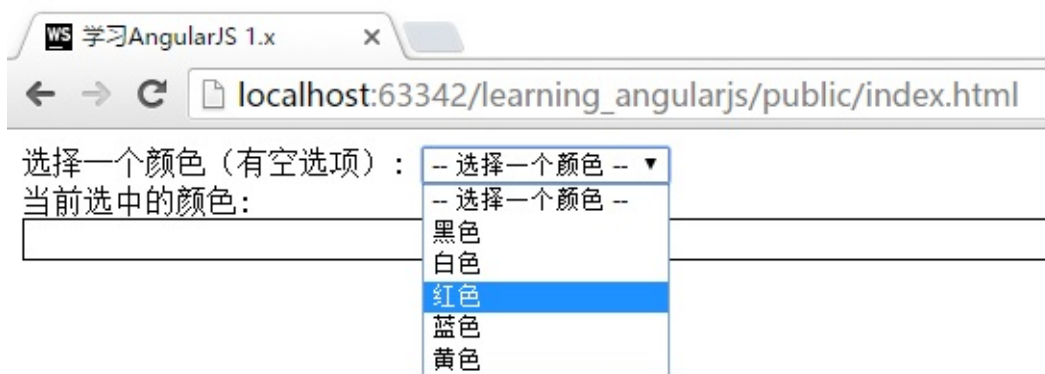 WS 学习AngularJS 1.x
localhost:63342/learning_angularjs/public/index.html
选择一个颜色（有空选项）: -- 选择一个颜色 --
当前选中的颜色:
-- 选择一个颜色 --
黑色
白色
红色
蓝色
黄色